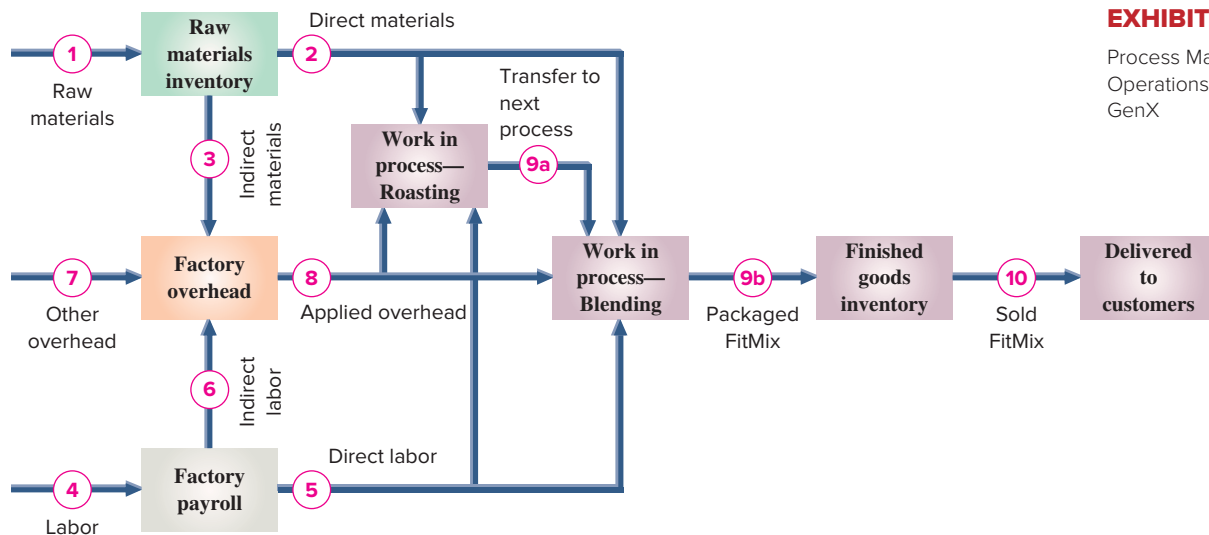 Direct materials
EXHIBIT
Process Ma
Operations
GenX
1
Raw
materials
Raw
materials
inventory
2
Transfer to
next
process
3
Indirect
materials
Work in
process—
Roasting
9a
7
Other
overhead
Factory
overhead
8
Applied overhead
Work in
process—
Blending
9b
Packaged
FitMix
Finished
goods
inventory
10
Sold
FitMix
Delivered
to
customers
6
Indirect
labor
4
Labor
Factory
payroll
Direct labor
5